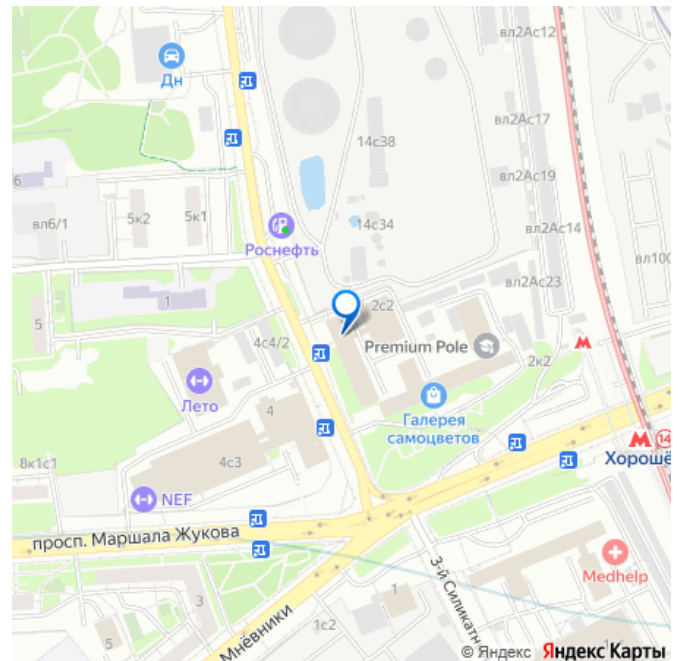 вл2Ас12
Дн
вл2Ас17
14с38
6
вл2Ас19
5к2
5к1
вл6/1
14с34
вл2Ас14
Роснефть
вл100
вл2Ас23
1
2с2
5
4с4/2
Premium Pole
2к2
Лето
4
Галерея
самоцветов
14
Хорошё
8к1с1
4с3
NEF
просп. Маршала Жукова
3-й Силикатн
Medhelp
3
1
Мнёвники
1с2
5
© Яндекс Яндекс Карты